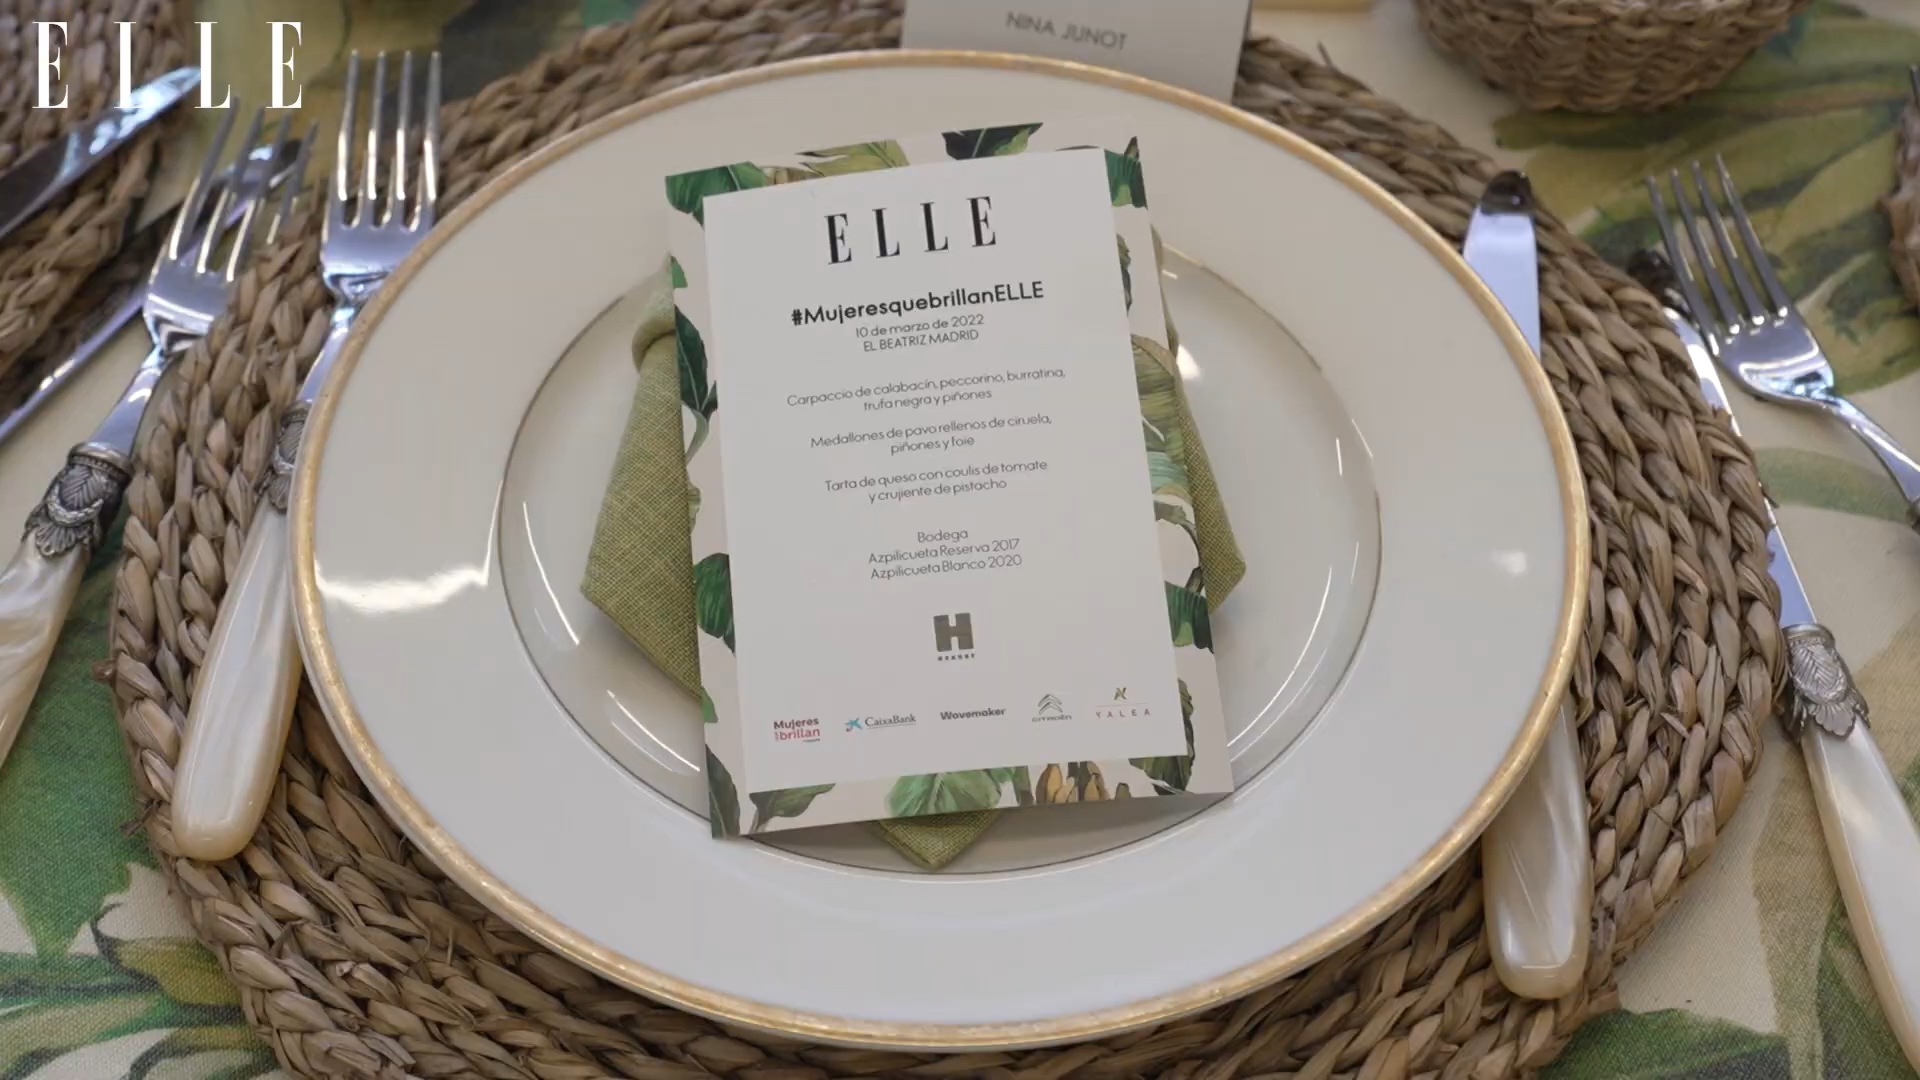 ELLE
NINA JUNOT
ELLE
#MujeresquebrillanELLE
10 de marzo de 2022
EL BEATRIZ MADRID
Carpaccio de calabacín, peccorino, burratina,
trufa negra y piñones
Medallones de pavo rellenos de ciruela,
piñones y foie
Tarta de queso con coulis de tomate
y crujiente de pistacho
Bodega
Azpilicueta Reserva 2017
Azpilicueta Blanco 2020
H
HEARST
Mujeres
brillan
CaixaBank
Wavemaker
CITROËN
YALEA